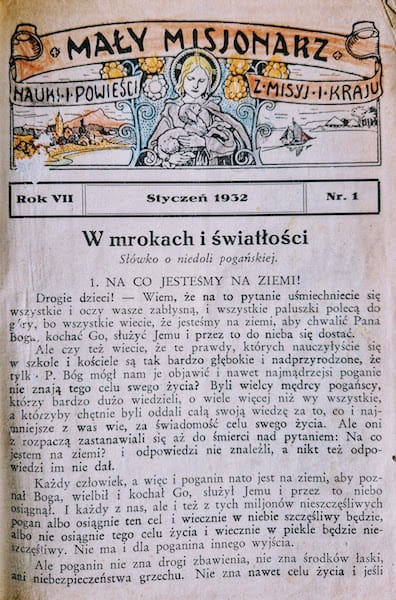 MAŁY MISJONARZ
NAUKI I POWIEŚCI Z MISYJ I KRAJU
Rok VII Styczeń 1932 Nr. 1
W mrokach i światłości
Słówko o niedoli pogańskiej.
1. NA CO JESTEŚMY NA ZIEMI!
Drogie dzieci! — Wiem, że na to pytanie uśmiechniecie się
wszystkie i oczy wasze zabłysną, i wszystkie paluszki polecą do
góry, bo wszystkie wiecie, że jesteśmy na ziemi, aby chwalić Pana
Boga, kochać Go, służyć Jemu i przez to do nieba się dostać.
Ale czy też wiecie, że te prawdy, których nauczyłyście się
w szkole i kościele są tak bardzo głębokie i nadprzyrodzone, że
tylko P. Bóg mógł nam je objawić i nawet najmądrzejsi poganie
nie znają tego celu swego życia? Byli wielcy mędrcy pogańscy,
którzy bardzo dużo wiedzieli, o wiele więcej niż wy wszystkie,
a którzyby chętnie byli oddali całą swoją wiedzę za to, co i naj-
mniejsze z was wie, za świadomość celu swego życia. Ale oni
z rozpaczą zastanawiali się aż do śmierci nad pytaniem: Na co
jestem na ziemi? i odpowiedzi nie znaleźli, a nikt też odpo-
wiedzi im nie dał.
Każdy człowiek, a więc i poganin nato jest na ziemi, aby poz-
nał Boga, wielbił i kochał Go, służył Jemu i przez to niebo
osiągnął. I każdy z nas, ale i też z tych miljonów nieszczęśliwych
pogan albo osiągnie ten cel i wiecznie w niebie szczęśliwy będzie,
albo nie osiągnie tego celu i wiecznie w piekle będzie nie-
szczęśliwy. Nie ma i dla poganina innego wyjścia.
Ale poganin nie zna drogi zbawienia, nie zna środków łaski,
ani niebezpieczeństwa grzechu. Nie zna nawet celu życia i jeśli